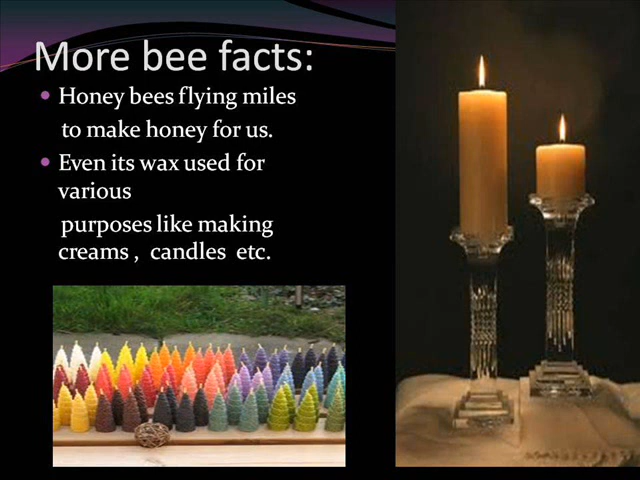 More bee facts:
Honey bees flying miles
to make honey for us.
Even its wax used for
various
purposes like making
creams , candles etc.